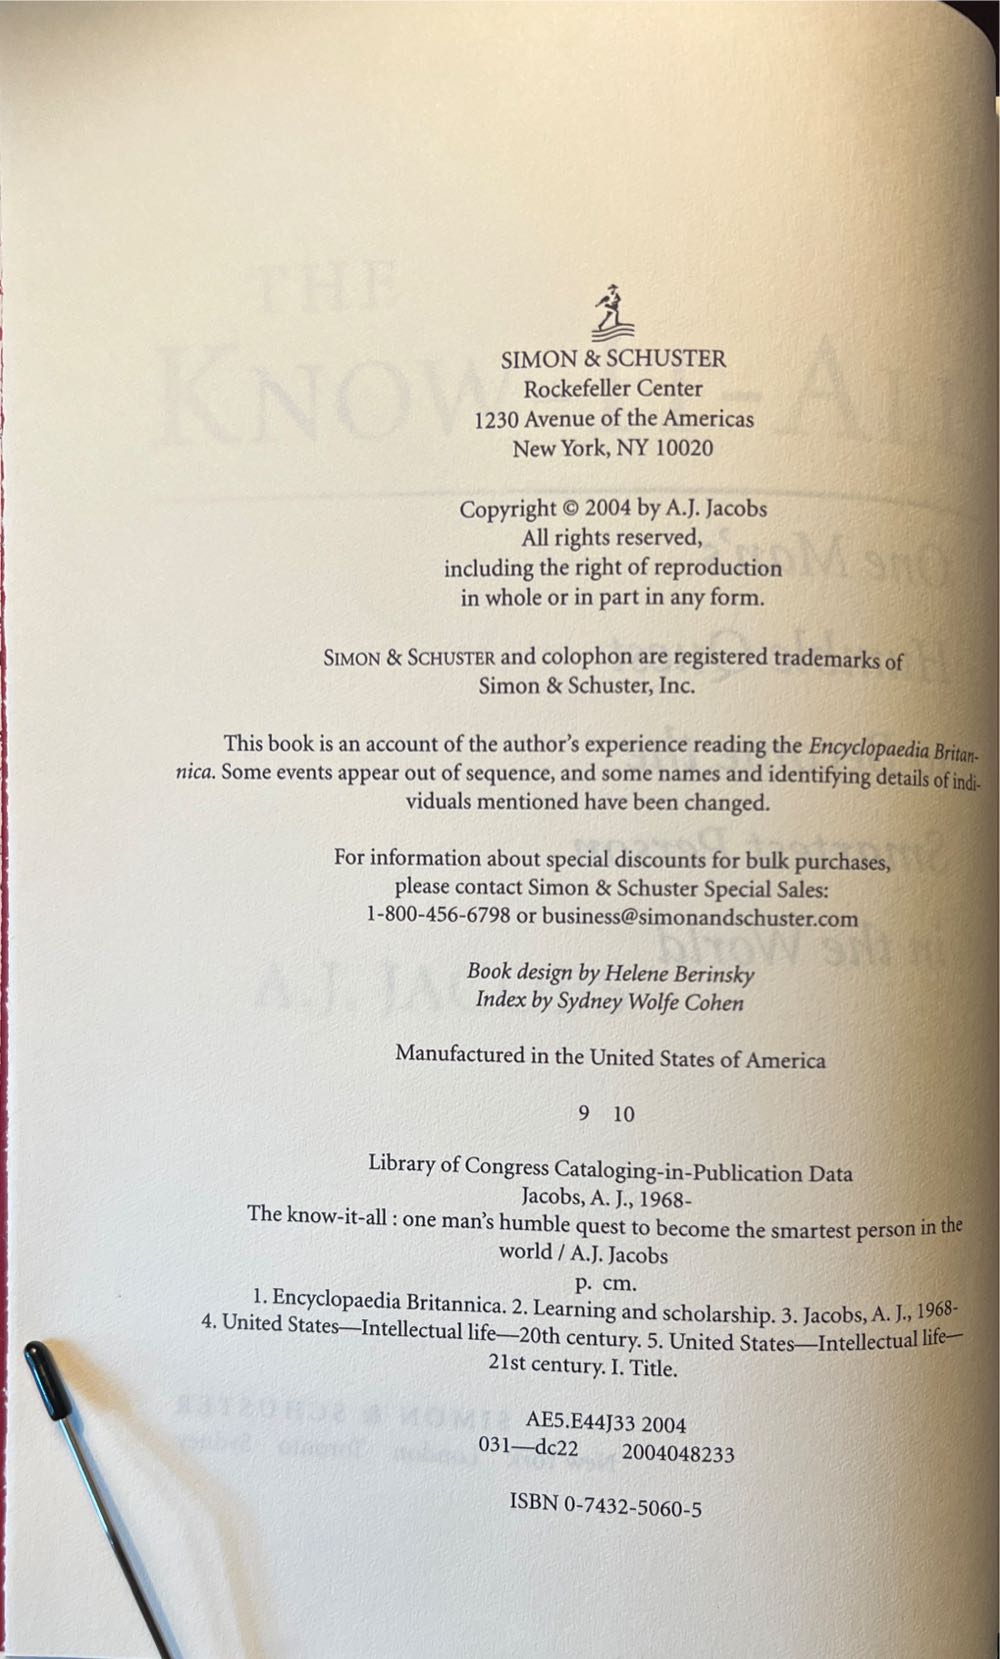 SIMON & SCHUSTER
Rockefeller Center
1230 Avenue of the Americas
New York, NY 10020
Copyright © 2004 by A.J. Jacobs
All rights reserved,
including the right of reproduction
in whole or in part in any form.
SIMON & SCHUSTER and colophon are registered trademarks of
Simon & Schuster, Inc.
This book is an account of the author's experience reading the Encyclopaedia Britan-
nica. Some events appear out of sequence, and some names and identifying details of indi-
viduals mentioned have been changed.
For information about special discounts for bulk purchases,
please contact Simon & Schuster Special Sales:
1-800-456-6798 or business@simonandschuster.com
Book design by Helene Berinsky
Index by Sydney Wolfe Cohen
Manufactured in the United States of America
9 10
Library of Congress Cataloging-in-Publication Data
Jacobs, A. J., 1968-
The know-it-all : one man's humble quest to become the smartest person in the
world / A.J. Jacobs
p. cm.
1. Encyclopaedia Britannica. 2. Learning and scholarship. 3. Jacobs, A. J., 1968-
4. United States—Intellectual life—20th century. 5. United States—Intellectual life—
21st century. I. Title.
AE5.E44J33 2004
031—dc22 2004048233
ISBN 0-7432-5060-5